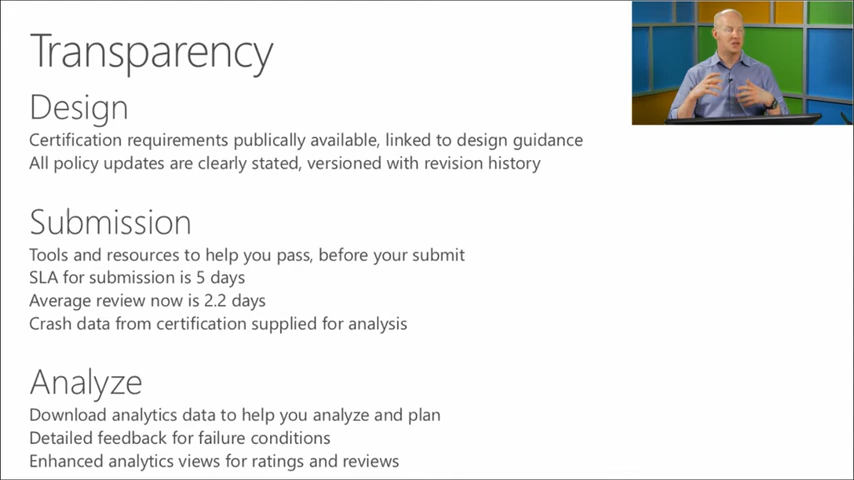 Transparency
Design
Certification requirements publically available, linked to design guidance
All policy updates are clearly stated, versioned with revision history
Submission
Tools and resources to help you pass, before your submit
SLA for submission is 5 days
Average review now is 2.2 days
Crash data from certification supplied for analysis
Analyze
Download analytics data to help you analyze and plan
Detailed feedback for failure conditions
Enhanced analytics views for ratings and reviews